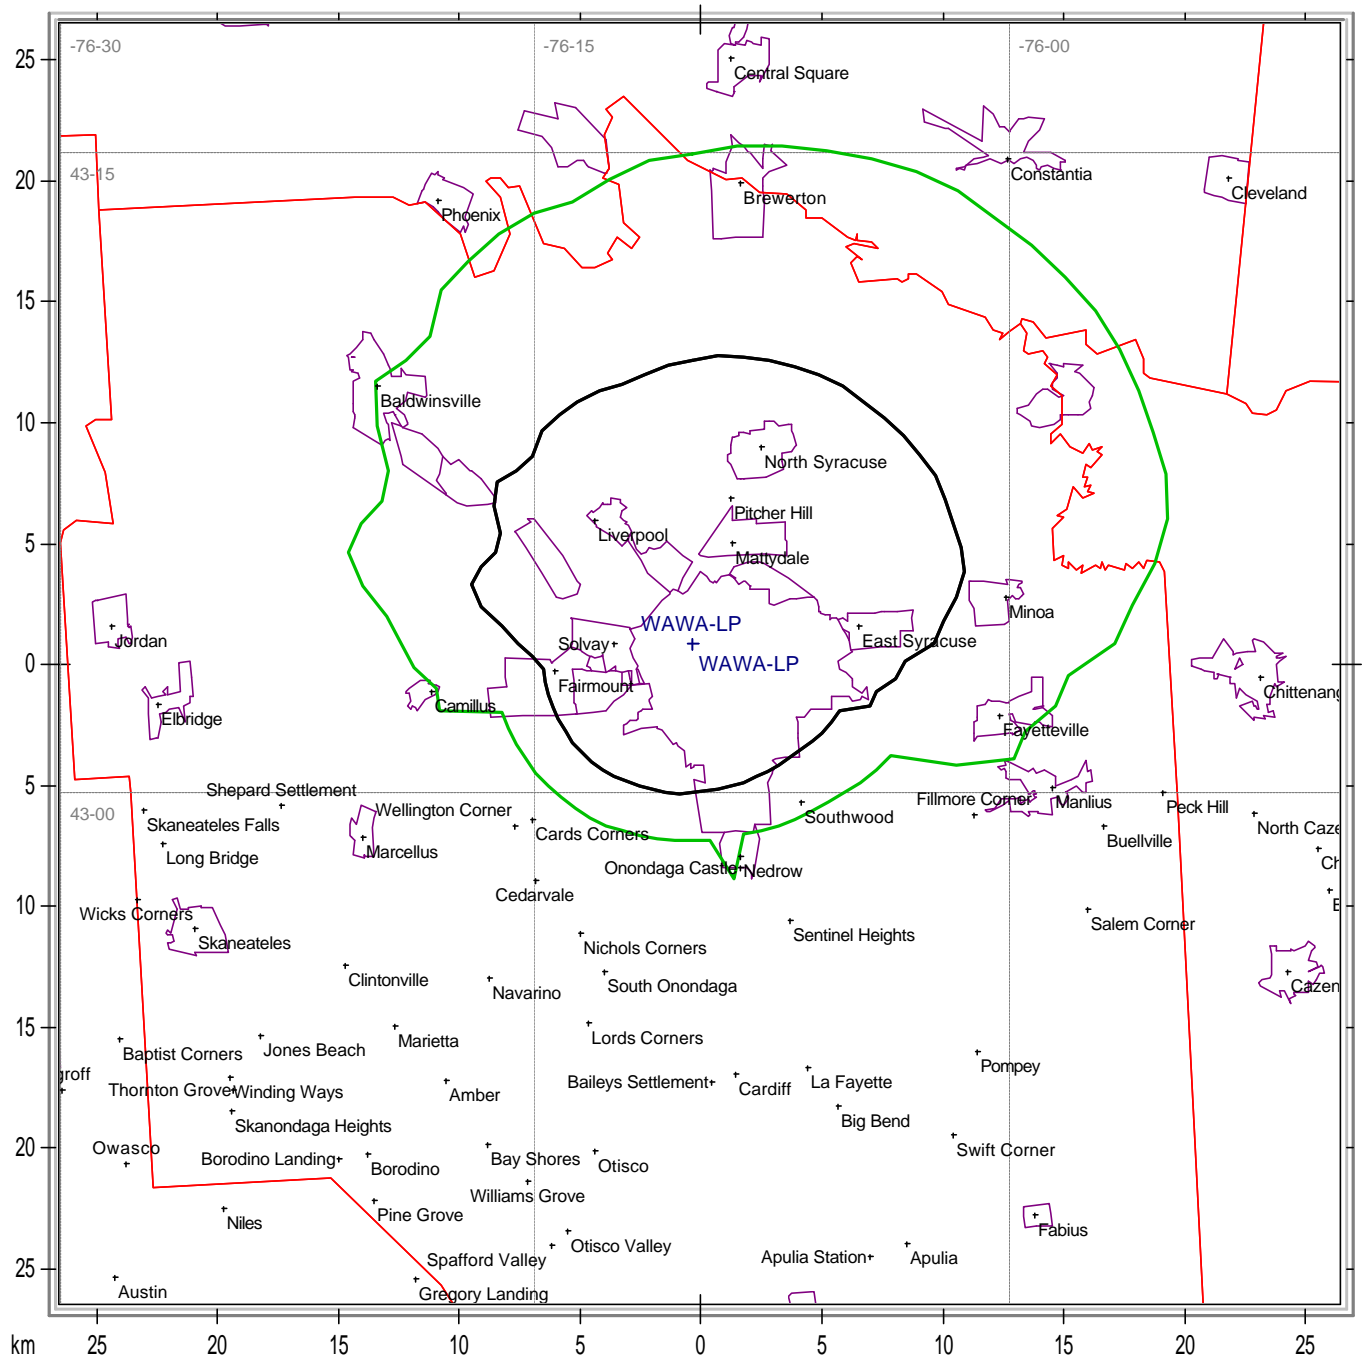 25
-76-30
-76-15
-76-00
Central Square
43-15
20
Constantia
Cleveland
Brewerton
Phoenix
15
Baldwinsville
10
North Syracuse
Pitcher Hill
Liverpool
5
Mattydale
Minoa
WAWA-LP
Jordan
Solvay
East Syracuse
0
WAWA-LP
Fairmount
Chittenang
Camillus
Elbridge
Fayetteville
5
Shepard Settlement
Fillmore Corner
Manlius
Peck Hill
43-00
Wellington Corner
Southwood
Skaneateles Falls
Cards Corners
North Caze
Buellville
Marcellus
Long Bridge
Ch
Onondaga Castle
Nedrow
Cedarvale
10
Wicks Corners
Salem Corner
Skaneateles
Sentinel Heights
Nichols Corners
Clintonville
South Onondaga
Cazen
Navarino
15
Marietta
Lords Corners
Baptist Corners
Jones Beach
Pompey
groff
Thornton Grove
Winding Ways
Baileys Settlement
Cardiff
La Fayette
Amber
Skanondaga Heights
Big Bend
20
Owasco
Swift Corner
Borodino Landing
Borodino
Bay Shores
Otisco
Williams Grove
Niles
Pine Grove
Fabius
Otisco Valley
Spafford Valley
Apulia Station
Apulia
25
Austin
Gregory Landing
km
25
20
15
10
5
0
5
10
15
20
25